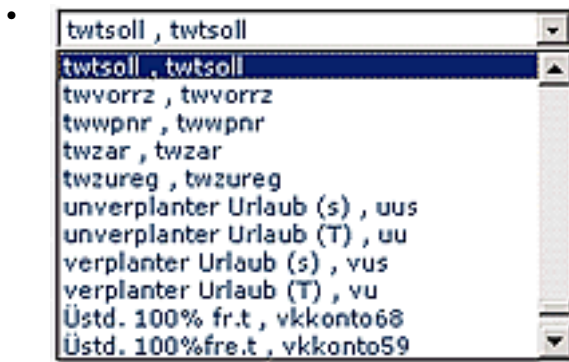 twtsoll , twtsoll
twtsoll , twtsoll
twvorrz , twvorrz
twwpnr , twwpnr
twzar , twzar
twzureg , twzureg
unverplanter Urlaub (s) , uus
unverplanter Urlaub (T) , uu
verplanter Urlaub (s) , vus
verplanter Urlaub (T) , vu
Üstd. 100% fr.t , vkkonto68
Üstd. 100%fre.t , vkkonto59